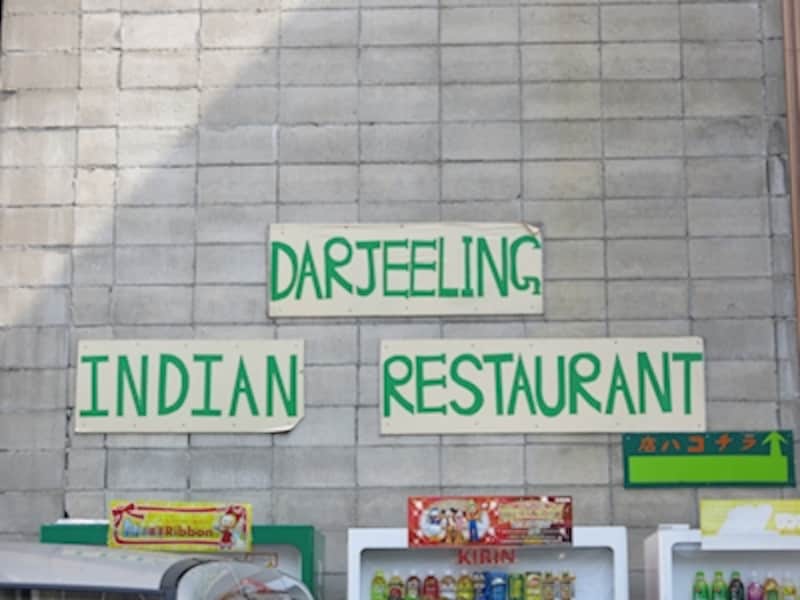 DARJEELING
INDIAN RESTAURANT
店ハコチラ
Ribbon
KIRIN